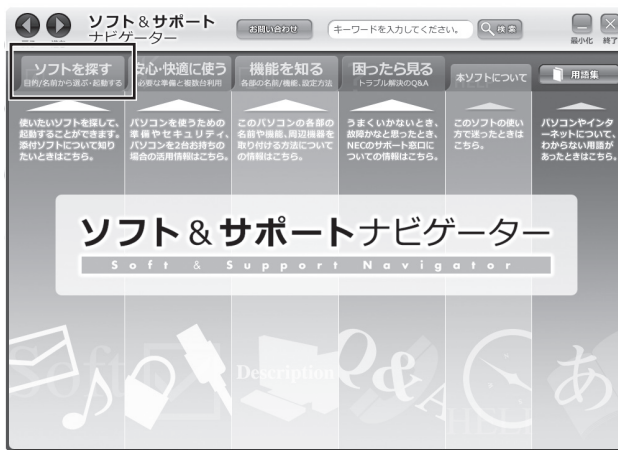 ソフト&サポート
ナビゲーター
お問い合わせ
キーワードを入力してください。
検索
最小化 終了
ソフトを探す
目的/名前から選ぶ・起動する
安心・快適に使う
必要な準備と複数台利用
機能を知る
各部の名前/機能、設定方法
困ったら見る
トラブル解決のQ&A
本ソフトについて
用語集
使いたいソフトを探して、
起動することができます。
添付ソフトについて知り
たいときはこちら。
パソコンを使うための
準備やセキュリティ、
パソコンを2台お持ちの
場合の活用情報はこちら。
このパソコンの各部の
名前や機能、周辺機器を
取り付ける方法について
の情報はこちら。
うまくいかないとき、
故障かなと思ったとき、
NECのサポート窓口に
ついての情報はこちら。
このソフトの使い
方で迷ったときは
こちら。
パソコンやインタ
ーネットについて、
わからない用語が
あったときはこちら。
ソフト&サポートナビゲーター
Soft & Support Navigator
Soft
Description
Q&A
HELP
あ